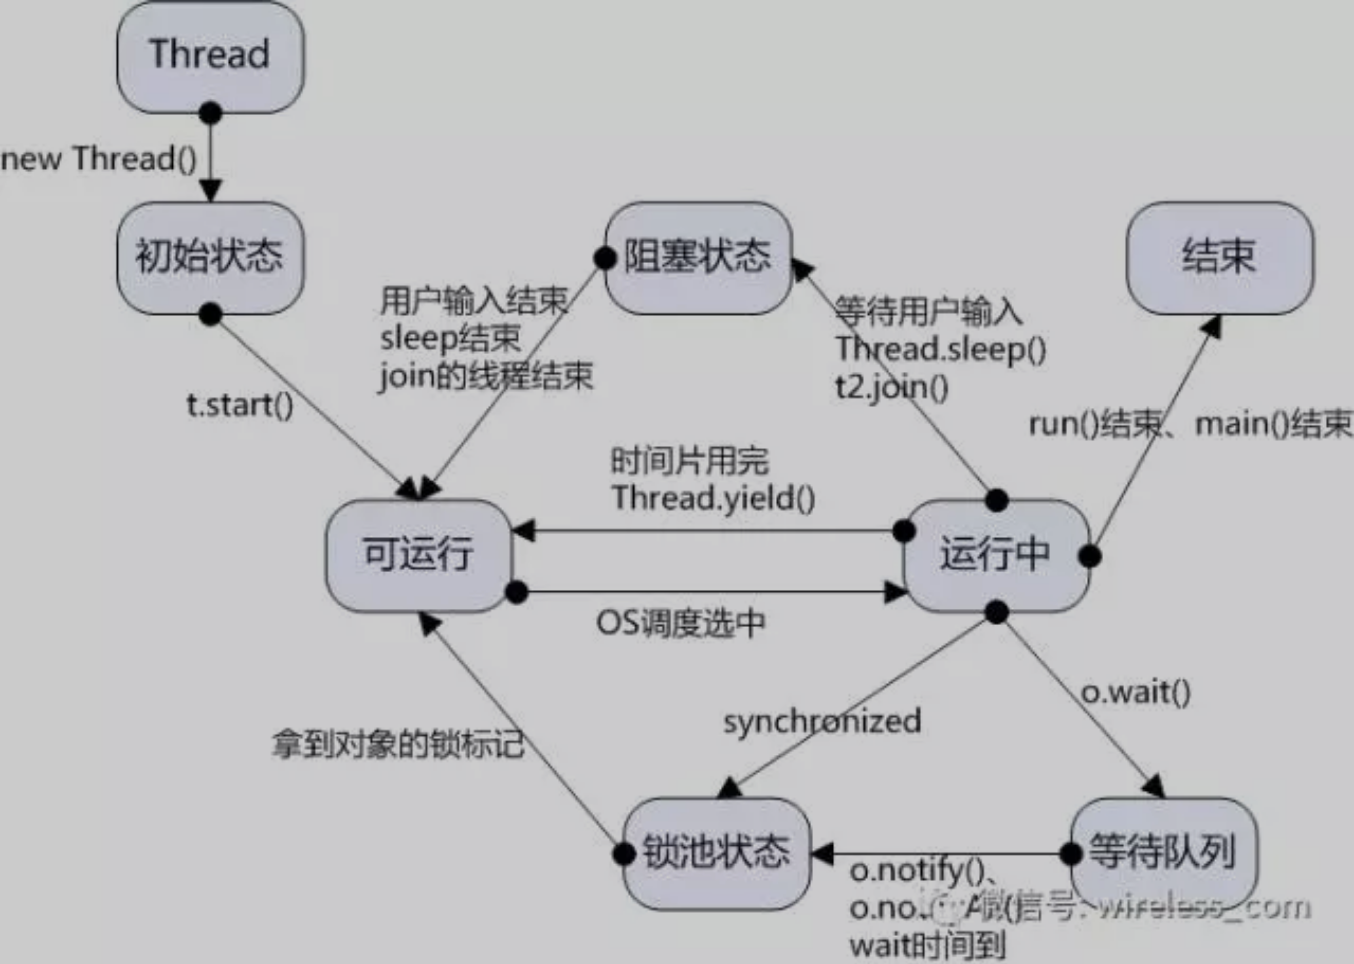 Thread
new Thread()
初始状态
阻塞状态
结束
用户输入结束
sleep结束
join的线程结束
等待用户输入
Thread.sleep()
t2.join()
t.start()
run()结束、main()结束
时间片用完
Thread.yield()
可运行
运行中
OS调度选中
o.wait()
synchronized
拿到对象的锁标记
锁池状态
等待队列
o.notify()、
微信号: wireless_com
wait时间到